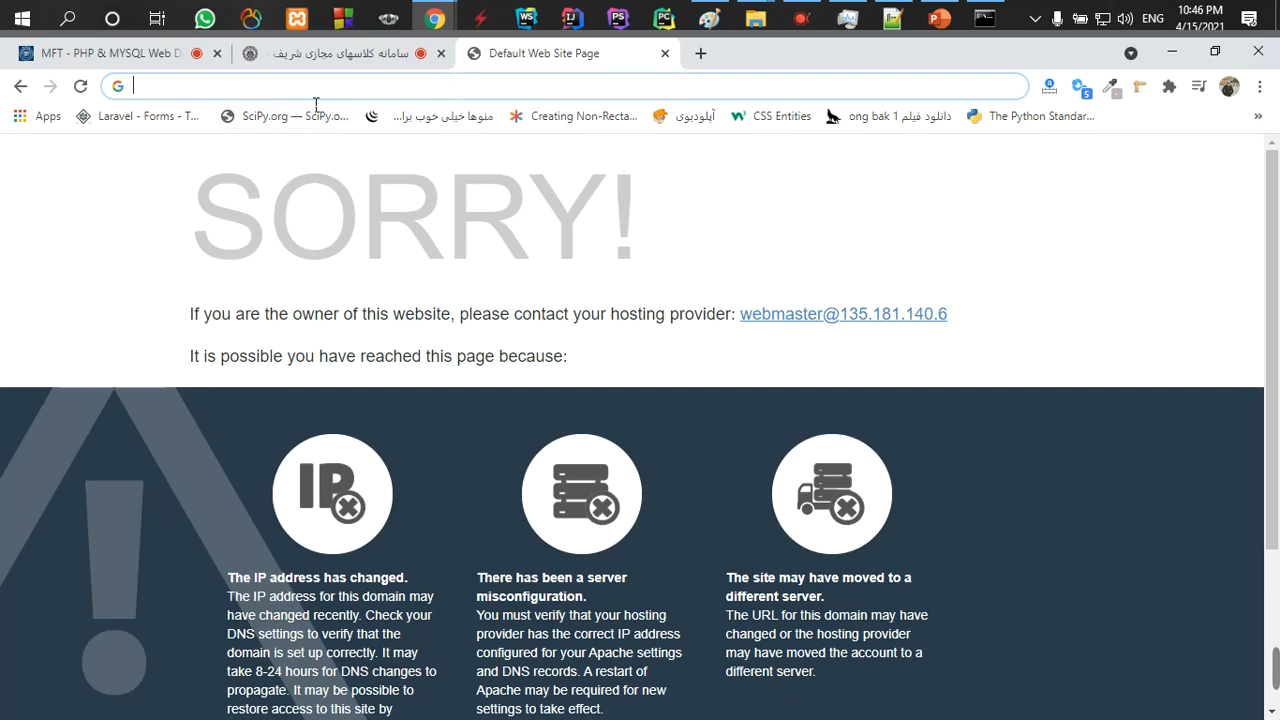 10:46 PM
ENG
4/15/2021
MFT - PHP & MYSQL Web D
سامانه کلاسهای مجازی شریف
Default Web Site Page
Apps
Laravel - Forms - T...
SciPy.org — SciPy.o...
منوها خیلی خوب برا...
Creating Non-Recta...
آپلودبوی
CSS Entities
دانلود فیلم ong bak 1
The Python Standar...
SORRY!
If you are the owner of this website, please contact your hosting provider: webmaster@135.181.140.6
It is possible you have reached this page because:
IP
The IP address has changed.
The IP address for this domain may
have changed recently. Check your
DNS settings to verify that the
domain is set up correctly. It may
take 8-24 hours for DNS changes to
propagate. It may be possible to
restore access to this site by
There has been a server
misconfiguration.
You must verify that your hosting
provider has the correct IP address
configured for your Apache settings
and DNS records. A restart of
Apache may be required for new
settings to take effect.
The site may have moved to a
different server.
The URL for this domain may have
changed or the hosting provider
may have moved the account to a
different server.